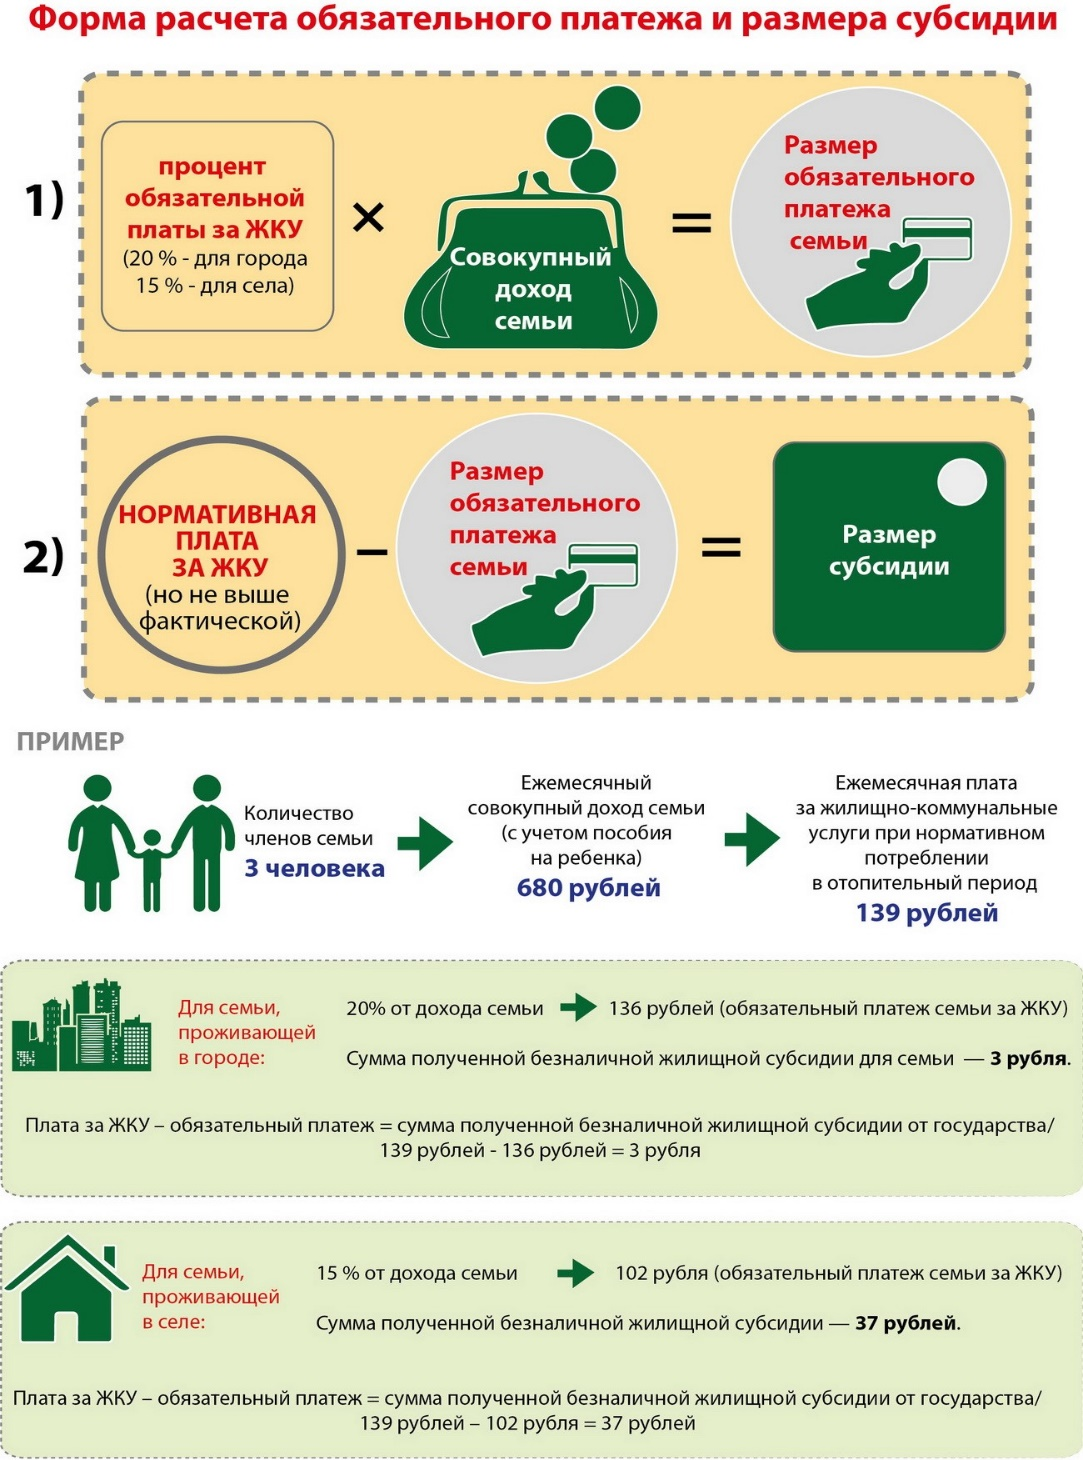 Форма расчета обязательного платежа и размера субсидии
1)
процент
обязательной
платы за ЖКУ
(20 % - для города
15 % - для села)
×
Совокупный
доход
семьи
=
Размер
обязательного
платежа
семьи
2)
НОРМАТИВНАЯ
ПЛАТА
ЗА ЖКУ
(но не выше
фактической)
–
Размер
обязательного
платежа
семьи
=
Размер
субсидии
ПРИМЕР
Количество
членов семьи
3 человека
Ежемесячный
совокупный доход семьи
(с учетом пособия
на ребенка)
680 рублей
Ежемесячная плата
за жилищно-коммунальные
услуги при нормативном
потреблении
в отопительный период
139 рублей
Для семьи,
проживающей
в городе:
20% от дохода семьи
136 рублей (обязательный платеж семьи за ЖКУ)
Сумма полученной безналичной жилищной субсидии для семьи — 3 рубля.
Плата за ЖКУ – обязательный платеж = сумма полученной безналичной жилищной субсидии от государства/
139 рублей - 136 рублей = 3 рубля
Для семьи,
проживающей
в селе:
15 % от дохода семьи
102 рубля (обязательный платеж семьи за ЖКУ)
Сумма полученной безналичной жилищной субсидии — 37 рублей.
Плата за ЖКУ – обязательный платеж = сумма полученной безналичной жилищной субсидии от государства/
139 рублей – 102 рубля = 37 рублей